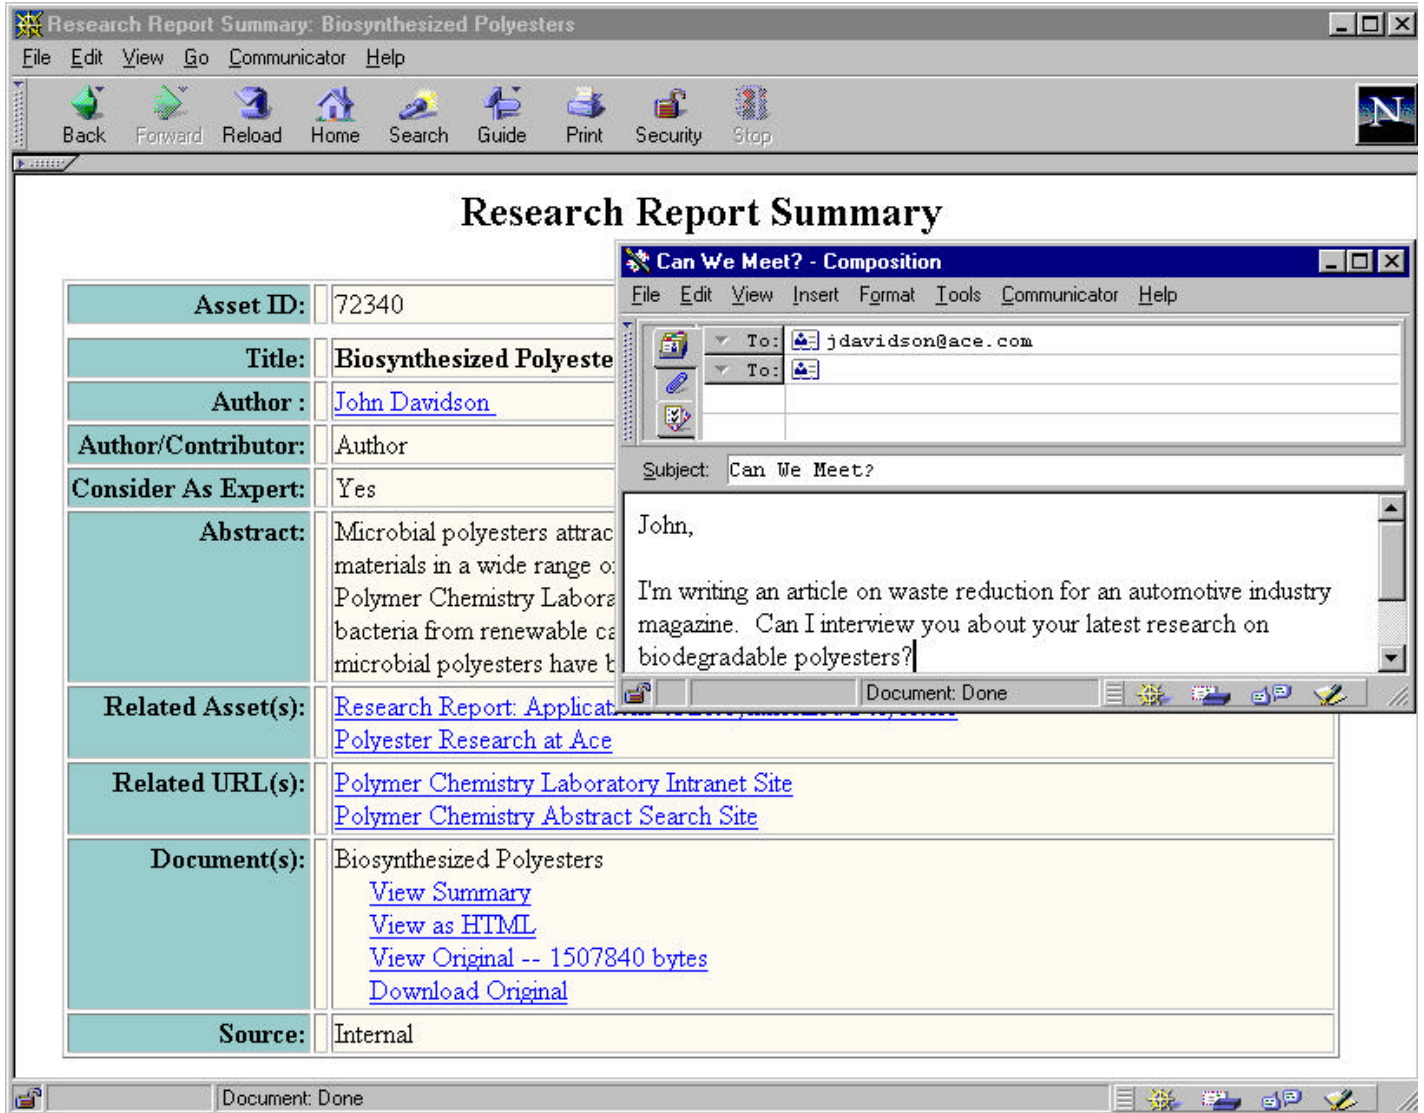 Research Report Summary: Biosynthesized Polyesters
File Edit View Go Communicator Help
Back Forward Reload Home Search Guide Print Security Stop
N
Research Report Summary
Asset ID: 72340
Title: Biosynthesized Polyeste
Author : John Davidson
Author/Contributor: Author
Consider As Expert: Yes
Abstract: Microbial polyesters attrac
materials in a wide range o
Polymer Chemistry Labora
bacteria from renewable ca
microbial polyesters have b
Related Asset(s): Research Report: Applications of Biosynthesized Polyesters
Polyester Research at Ace
Related URL(s): Polymer Chemistry Laboratory Intranet Site
Polymer Chemistry Abstract Search Site
Document(s): Biosynthesized Polyesters
View Summary
View as HTML
View Original -- 1507840 bytes
Download Original
Source: Internal
Document: Done
Can We Meet? - Composition
File Edit View Insert Format Tools Communicator Help
To: jdavidson@ace.com
To:
Subject: Can We Meet?
John,
I'm writing an article on waste reduction for an automotive industry
magazine. Can I interview you about your latest research on
biodegradable polyesters?
Document: Done